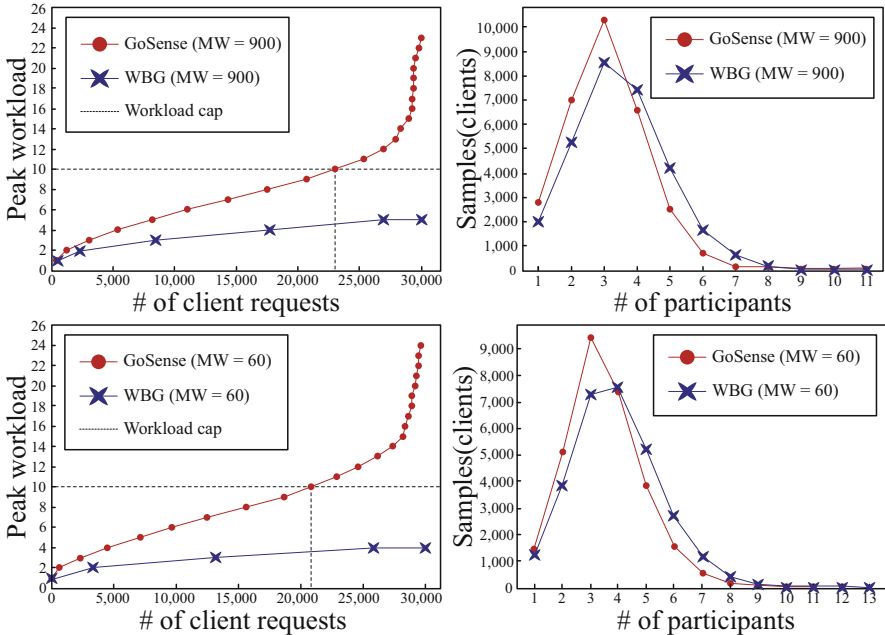 26
24
22
20
18
16
14
12
10
8
6
4
2
0
Peak workload
GoSense (MW = 900)
WBG (MW = 900)
Workload cap
0 5,000 10,000 15,000 20,000 25,000 30,000
# of client requests
10,000
9,000
8,000
7,000
6,000
5,000
4,000
3,000
2,000
1,000
0
Samples(clients)
GoSense (MW = 900)
WBG (MW = 900)
1 2 3 4 5 6 7 8 9 10 11
# of participants
26
24
22
20
18
16
14
12
10
8
6
4
2
0
Peak workload
GoSense (MW = 60)
WBG (MW = 60)
Workload cap
0 5,000 10,000 15,000 20,000 25,000 30,000
# of client requests
9,000
8,000
7,000
6,000
5,000
4,000
3,000
2,000
1,000
0
Samples(clients)
GoSense (MW = 60)
WBG (MW = 60)
1 2 3 4 5 6 7 8 9 10 11 12 13
# of participants